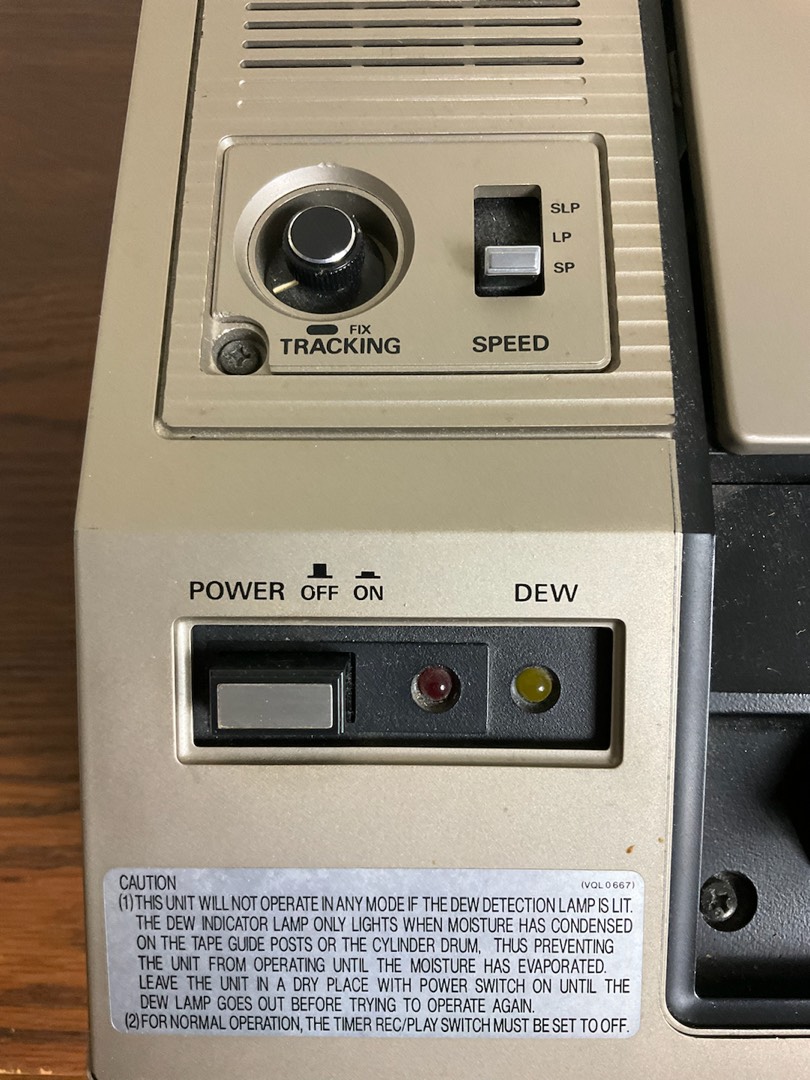 SLP
LP
SP
FIX
TRACKING
SPEED
POWER OFF ON
DEW
CAUTION
(VQL0667)
(1) THIS UNIT WILL NOT OPERATE IN ANY MODE IF THE DEW DETECTION LAMP IS LIT.
THE DEW INDICATOR LAMP ONLY LIGHTS WHEN MOISTURE HAS CONDENSED
ON THE TAPE GUIDE POSTS OR THE CYLINDER DRUM, THUS PREVENTING
THE UNIT FROM OPERATING UNTIL THE MOISTURE HAS EVAPORATED.
LEAVE THE UNIT IN A DRY PLACE WITH POWER SWITCH ON UNTIL THE
DEW LAMP GOES OUT BEFORE TRYING TO OPERATE AGAIN.
(2) FOR NORMAL OPERATION, THE TIMER REC/PLAY SWITCH MUST BE SET TO OFF.